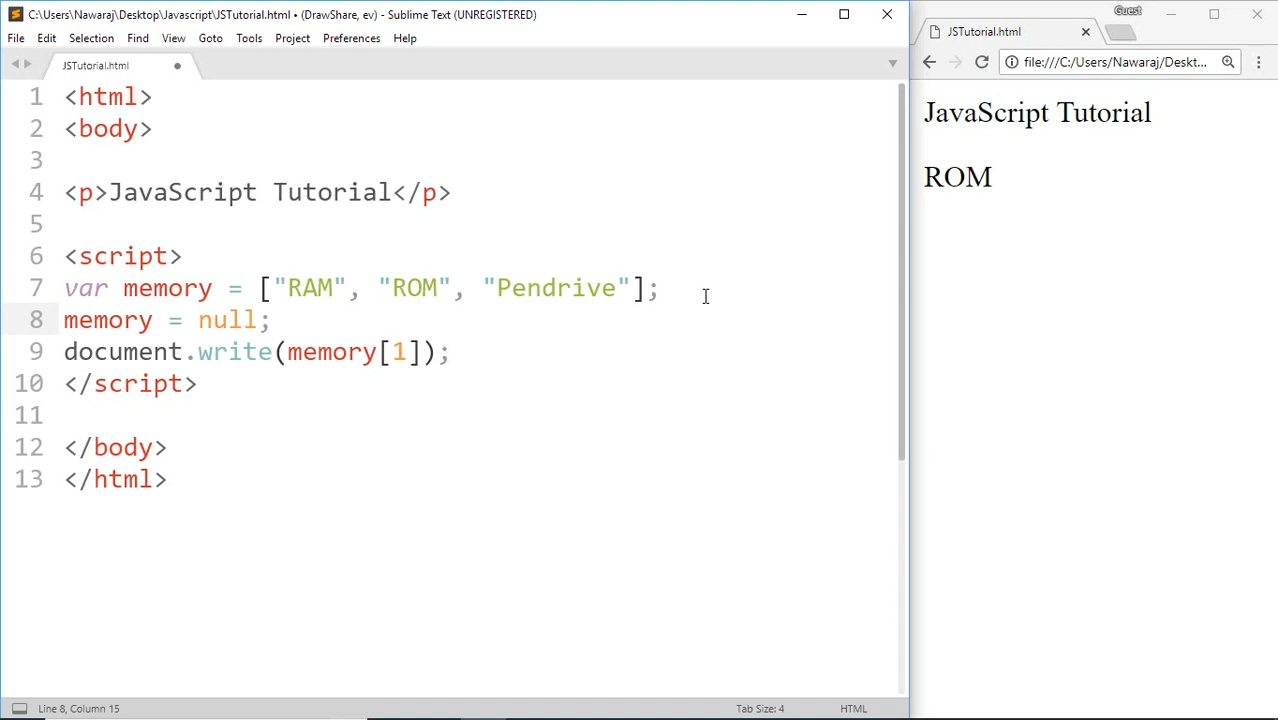 C:\Users\Nawaraj\Desktop\Javascript\JSTutorial.html • (DrawShare, ev) - Sublime Text (UNREGISTERED)
File Edit Selection Find View Goto Tools Project Preferences Help
JSTutorial.html
1 <html>
2 <body>
3
4 <p>JavaScript Tutorial</p>
5
6 <script>
7 var memory = ["RAM", "ROM", "Pendrive"];
8 memory = null;
9 document.write(memory[1]);
10 </script>
11
12 </body>
13 </html>
Line 8, Column 15 Tab Size: 4 HTML
Guest
JSTutorial.html
file:///C:/Users/Nawaraj/Deskt...
JavaScript Tutorial
ROM